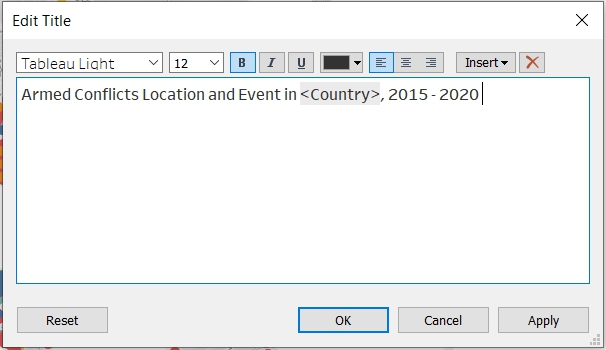 Edit Title
Tableau Light 12 B I U Insert
Armed Conflicts Location and Event in <Country>, 2015 - 2020
Reset OK Cancel Apply